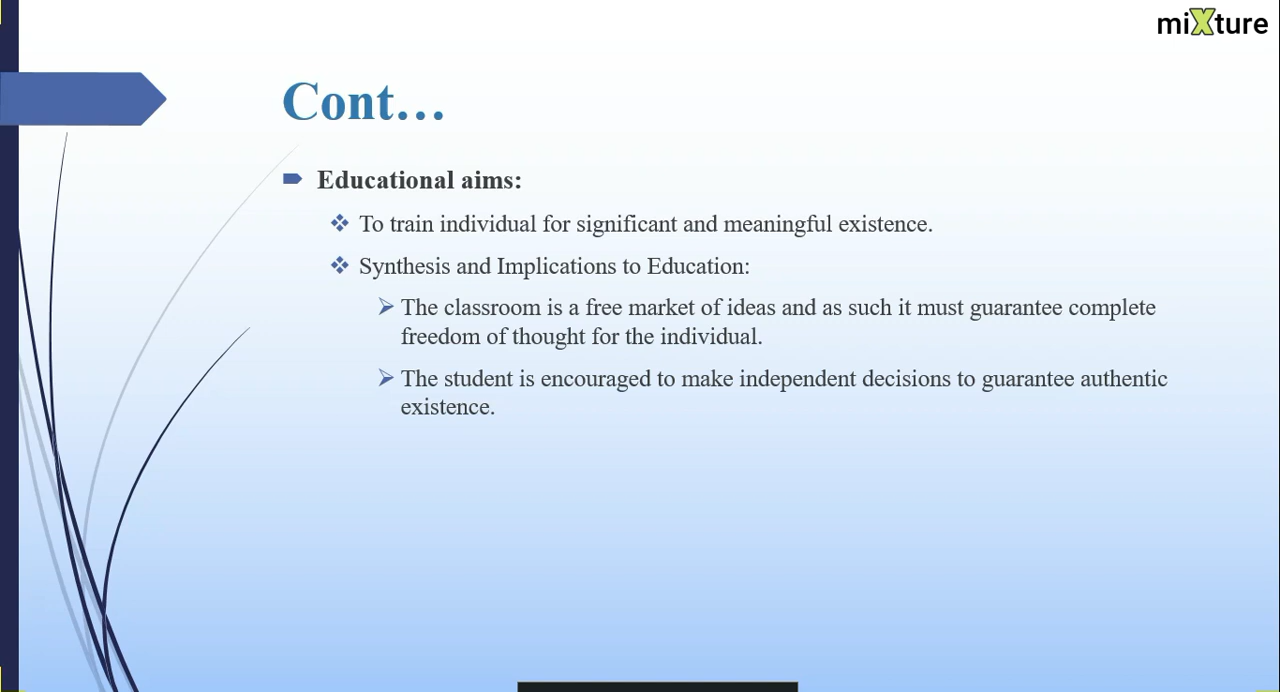 miXture
Cont…
Educational aims:
To train individual for significant and meaningful existence.
Synthesis and Implications to Education:
The classroom is a free market of ideas and as such it must guarantee complete
freedom of thought for the individual.
The student is encouraged to make independent decisions to guarantee authentic
existence.